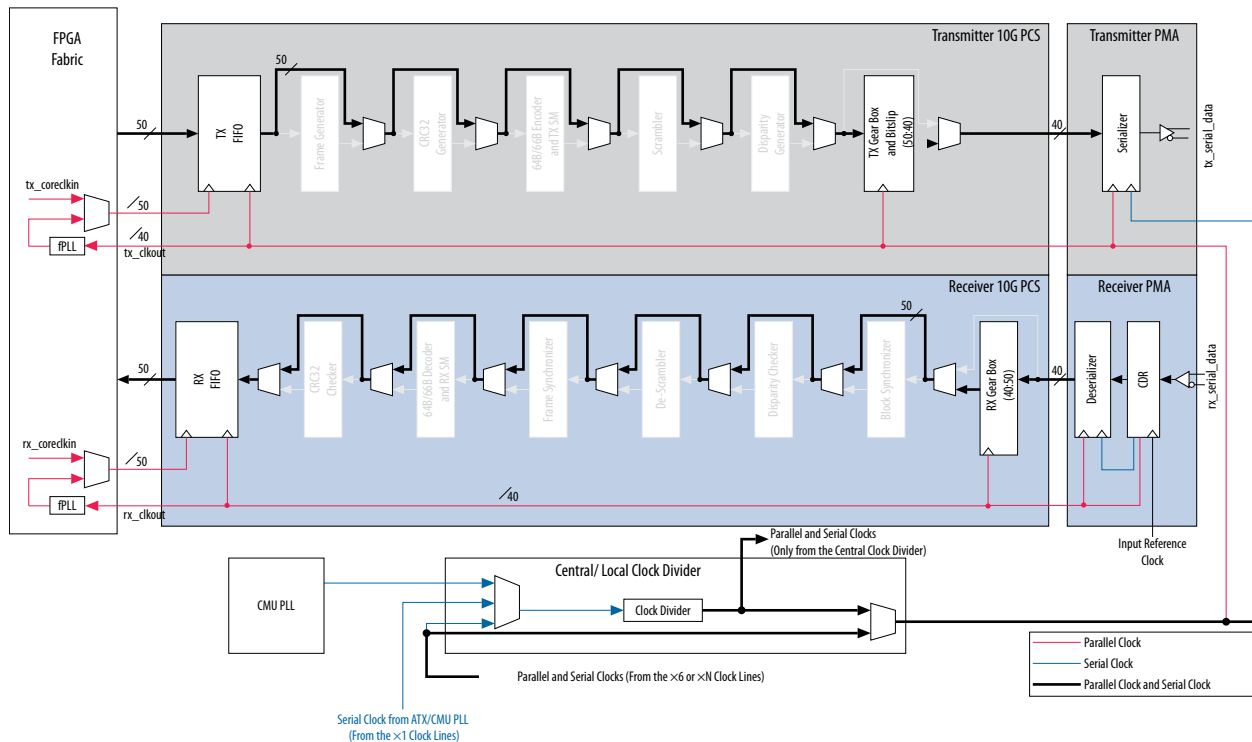 FPGA
Fabric
Transmitter 10G PCS
Transmitter PMA
50
50
TX
FIFO
Frame Generator
CRC32
Generator
64B/66B Encoder
and TX SM
Scrambler
Disparity
Generator
TX Gear Box
and Bitslip
(50:40)
40
Serializer
tx_serial_data
tx_coreclkin
50
40
fPLL
tx_clkout
Receiver 10G PCS
Receiver PMA
50
50
RX
FIFO
CRC32
Checker
64B/66B Decoder
and RX SM
Frame Synchronizer
De-Scrambler
Disparity Checker
Block Synchronizer
RX Gear Box
(40:50)
40
Deserializer
CDR
rx_serial_data
rx_coreclkin
50
40
fPLL
rx_clkout
Input Reference
Clock
Parallel and Serial Clocks
(Only from the Central Clock Divider)
Central/ Local Clock Divider
CMU PLL
Clock Divider
Parallel Clock
Serial Clock
Parallel Clock and Serial Clock
Parallel and Serial Clocks (From the ×6 or ×N Clock Lines)
Serial Clock from ATX/CMU PLL
(From the ×1 Clock Lines)